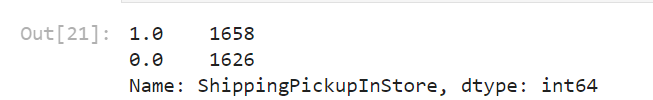 Out[21]: 1.0    1658
0.0    1626
Name: ShippingPickupInStore, dtype: int64